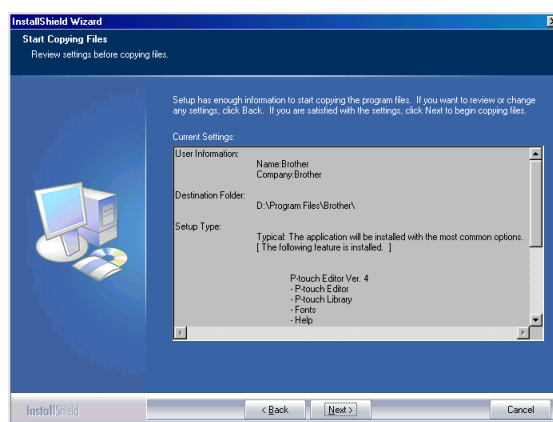 InstallShield Wizard
Start Copying Files
Review settings before copying files.
Setup has enough information to start copying the program files. If you want to review or change
any settings, click Back. If you are satisfied with the settings, click Next to begin copying files.
Current Settings:
User Information:
Name:Brother
Company:Brother
Destination Folder:
D:\Program Files\Brother\
Setup Type:
Typical: The application will be installed with the most common options.
[ The following feature is installed. ]
P-touch Editor Ver. 4
- P-touch Editor
- P-touch Library
- Fonts
- Help
InstallShield
< Back
Next >
Cancel